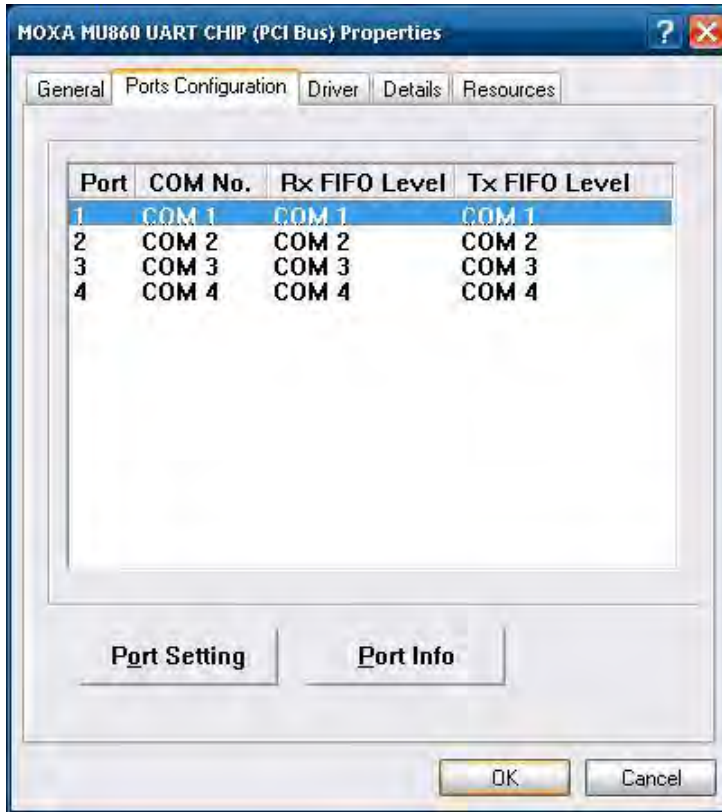 MOXA MU860 UART CHIP (PCI Bus) Properties
General Ports Configuration Driver Details Resources
Port COM No. Rx FIFO Level Tx FIFO Level
1 COM 1 COM 1 COM 1
2 COM 2 COM 2 COM 2
3 COM 3 COM 3 COM 3
4 COM 4 COM 4 COM 4
Port Setting Port Info
OK Cancel